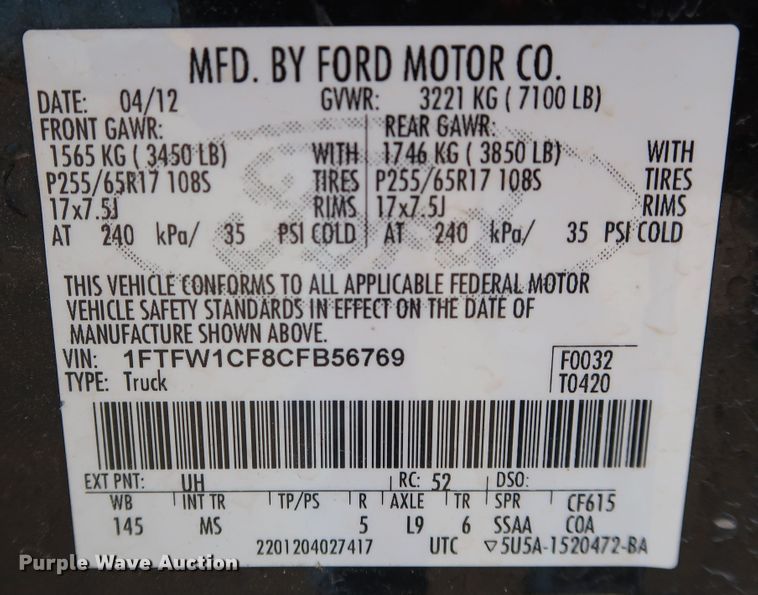 MFD. BY FORD MOTOR CO.
DATE: 04/12 GVWR: 3221 KG ( 7100 LB)
FRONT GAWR: REAR GAWR:
1565 KG ( 3450 LB) WITH 1746 KG ( 3850 LB) WITH
P255/65R17 108S TIRES P255/65R17 108S TIRES
17x7.5J RIMS 17x7.5J RIMS
AT 240 kPa/ 35 PSI COLD AT 240 kPa/ 35 PSI COLD
THIS VEHICLE CONFORMS TO ALL APPLICABLE FEDERAL MOTOR
VEHICLE SAFETY STANDARDS IN EFFECT ON THE DATE OF
MANUFACTURE SHOWN ABOVE.
VIN: 1FTFW1CF8CFB56769 F0032
TYPE: Truck T0420
EXT PNT: UH RC: 52 DSO:
WB INT TR TP/PS R AXLE TR SPR CF615
145 MS 5 L9 6 SSAA COA
2201204027417 UTC ▽5U5A-1520472-BA
Purple Wave Auction
Ford